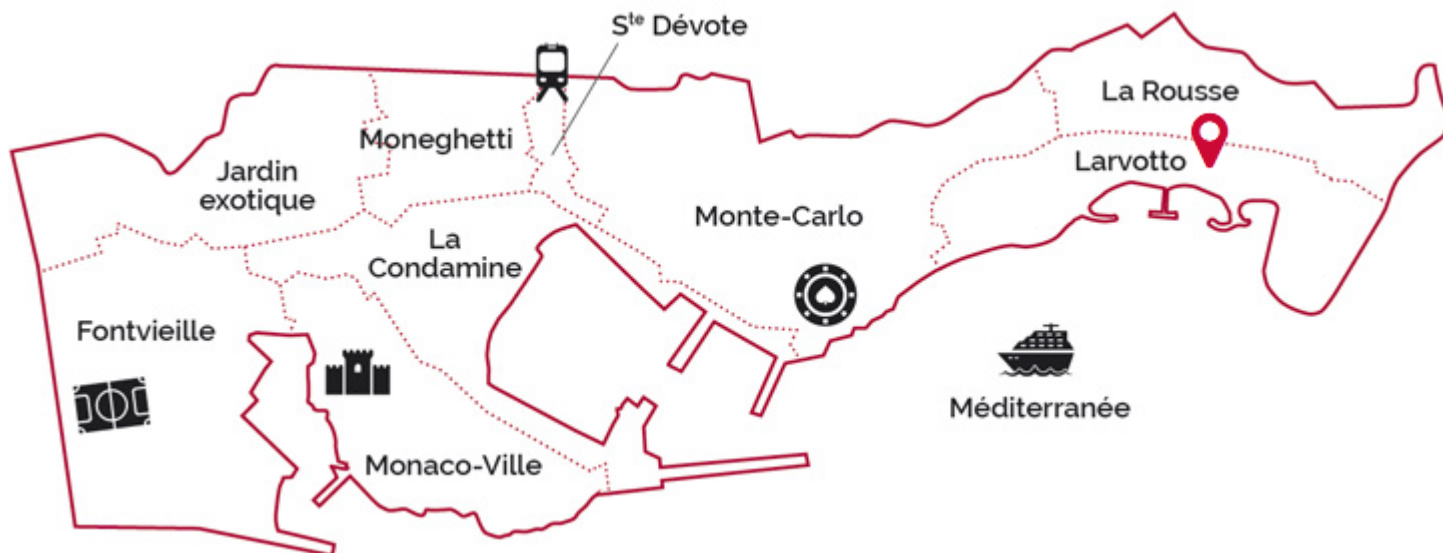 Sᵗᵉ Dévote
La Rousse
Moneghetti
Larvotto
Jardin
exotique
Monte-Carlo
La
Condamine
Fontvieille
Méditerranée
Monaco-Ville